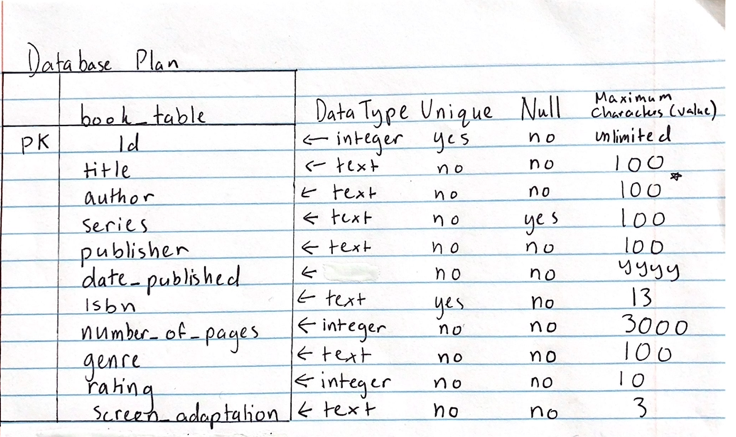 Database Plan
Maximum
book_table Data Type Unique Null Characters (value)
PK Id ← integer yes no unlimited
title ← text no no 100
author ← text no no 100*
series ← text no yes 100
publisher ← text no no 100
date_published ← no no yyyy
Isbn ← text yes no 13
number_of_pages ← integer no no 3000
genre ← text no no 100
rating ← integer no no 10
screen_adaptation ← text no no 3